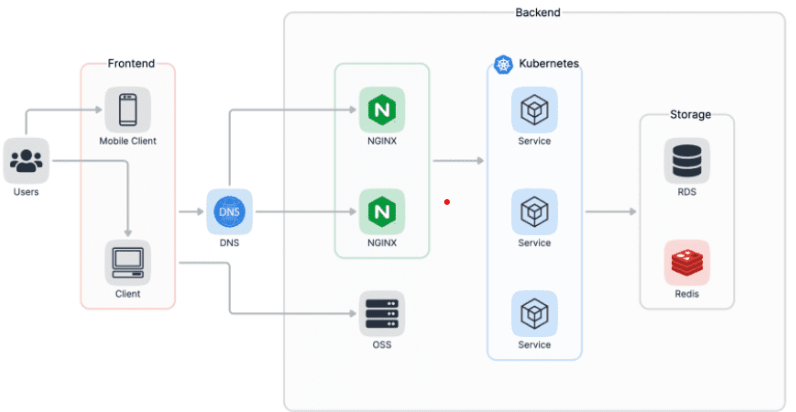 Backend
Frontend
Kubernetes
Mobile Client
N
NGINX
Service
Storage
Users
DNS
DNS
N
NGINX
Service
RDS
Client
OSS
Service
Redis